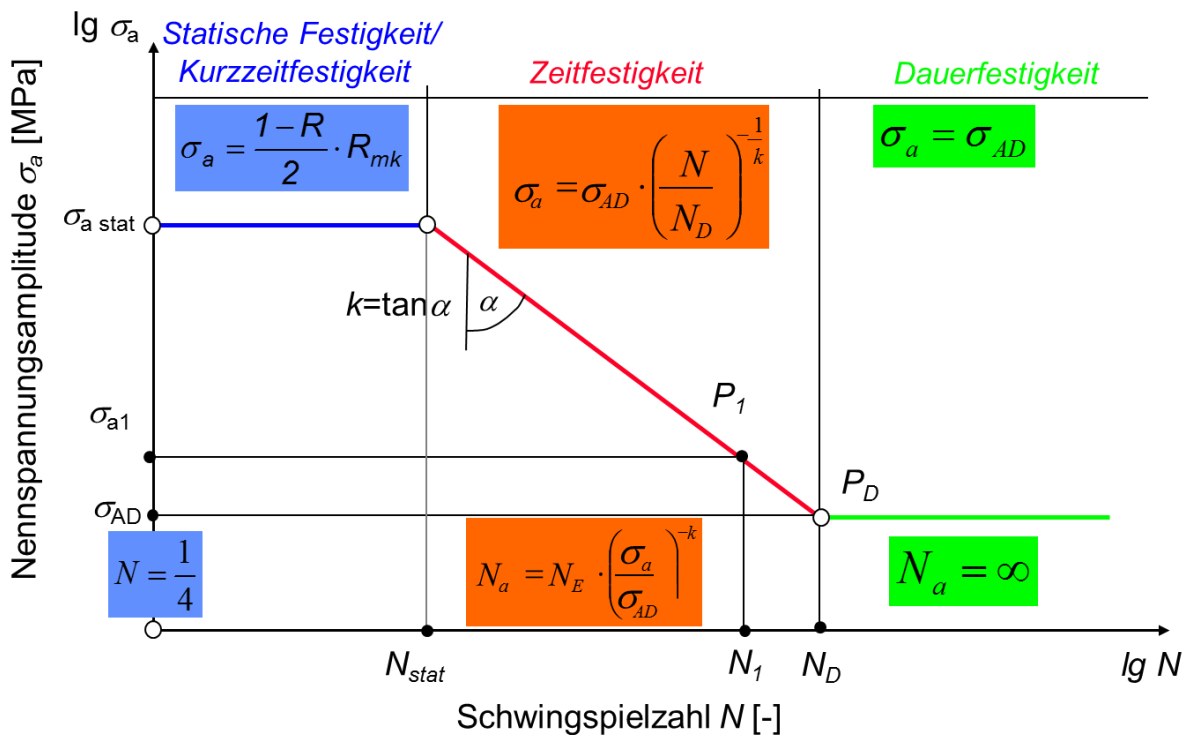 lg σa
Statische Festigkeit/
Kurzzeitfestigkeit
Zeitfestigkeit
Dauerfestigkeit
σa = (1−R)/2 · Rmk
σa = σAD · (N/ND)^(−1/k)
σa = σAD
Nennspannungsamplitude σa [MPa]
σa stat
k=tanα
α
P1
σa1
PD
σAD
N = 1/4
Na = NE · (σa/σAD)^(−k)
Na = ∞
Nstat
N1
ND
lg N
Schwingspielzahl N [-]